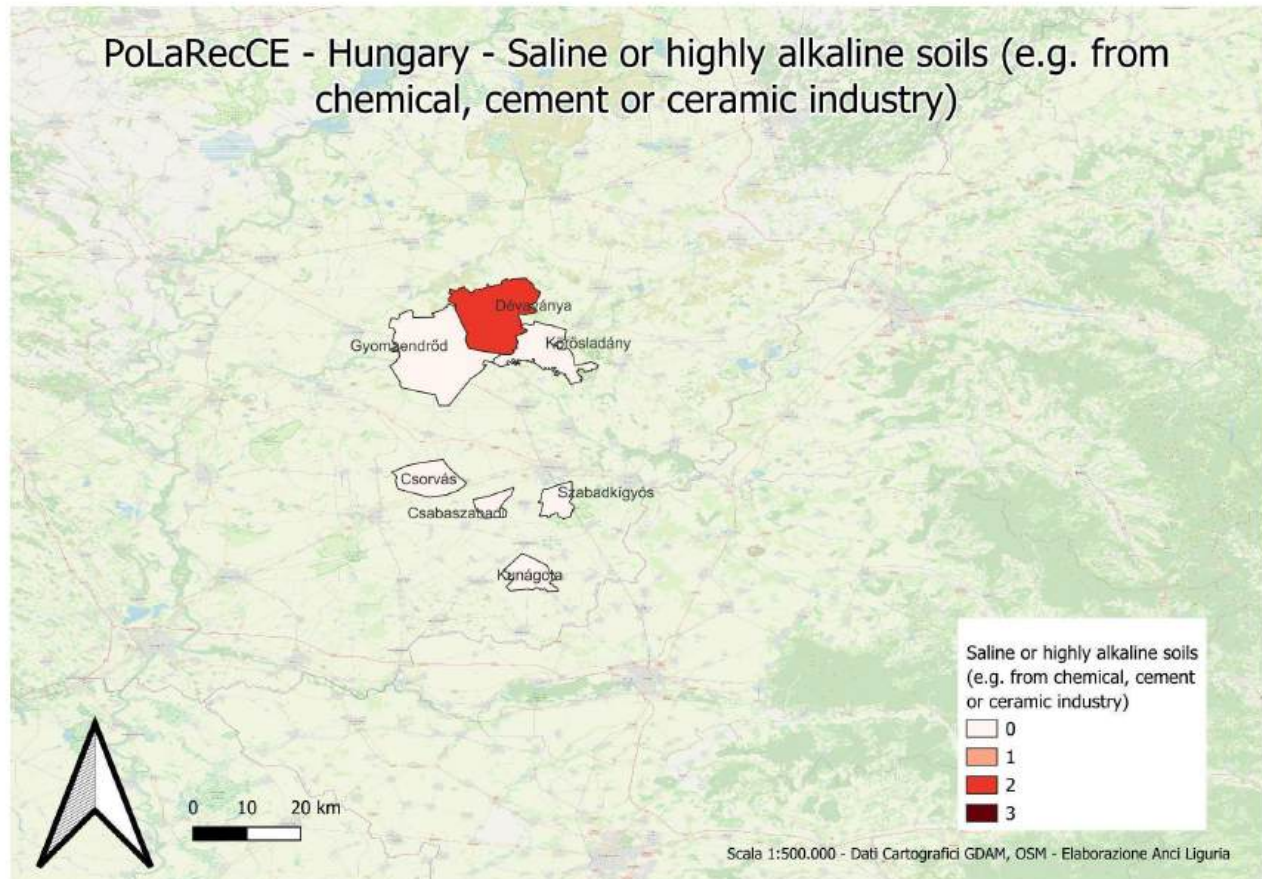 PoLaRecCE - Hungary - Saline or highly alkaline soils (e.g. from
chemical, cement or ceramic industry)
Dévaványa
Gyomaendrőd
Körösladány
Csorvás
Szabadkígyós
Csabaszabadi
Kunágota
Saline or highly alkaline soils
(e.g. from chemical, cement
or ceramic industry)
0
1
2
3
0 10 20 km
Scala 1:500.000 - Dati Cartografici GDAM, OSM - Elaborazione Anci Liguria